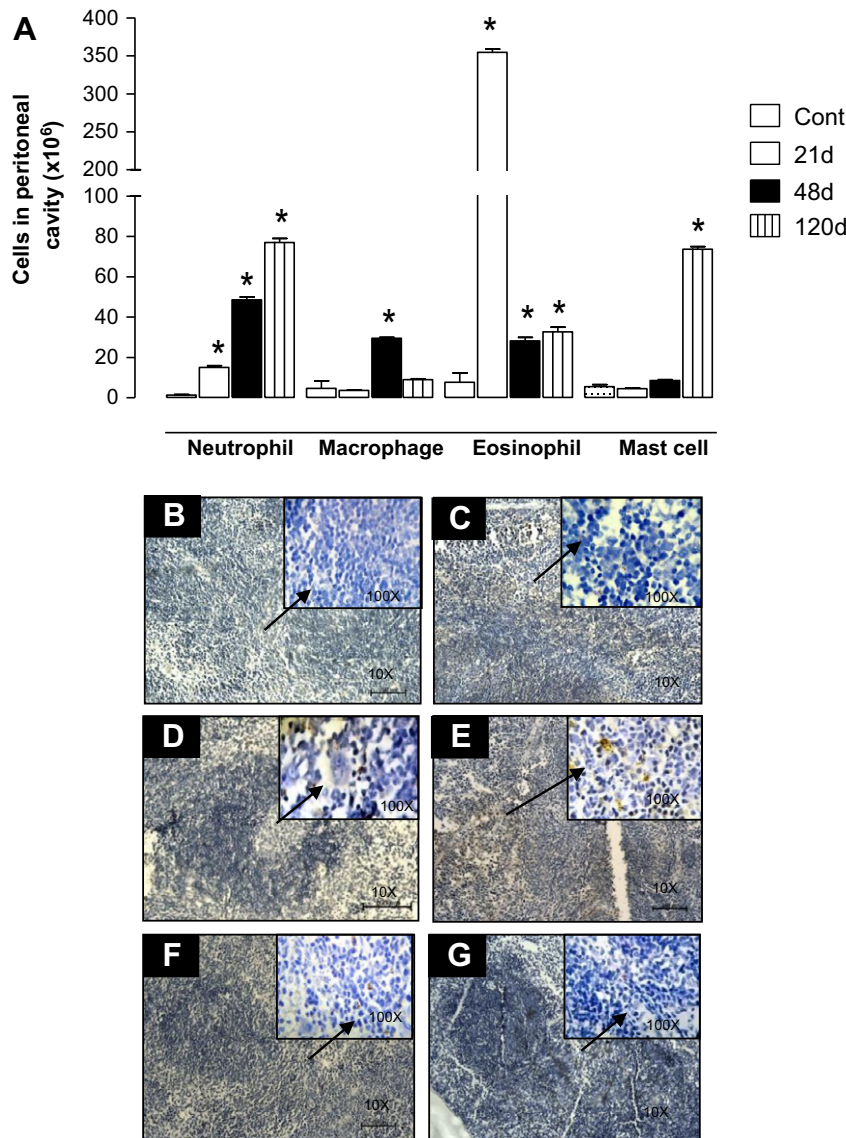 A
Cells in peritoneal
cavity (x10⁶)
400
350
300
250
200
100
80
60
40
20
0
*
*
*
*
*
*
*
*
Cont
21d
48d
120d
Neutrophil Macrophage Eosinophil Mast cell
B
100X
10X
C
100X
10X
D
100X
10X
E
100X
10X
F
100X
10X
G
100X
10X